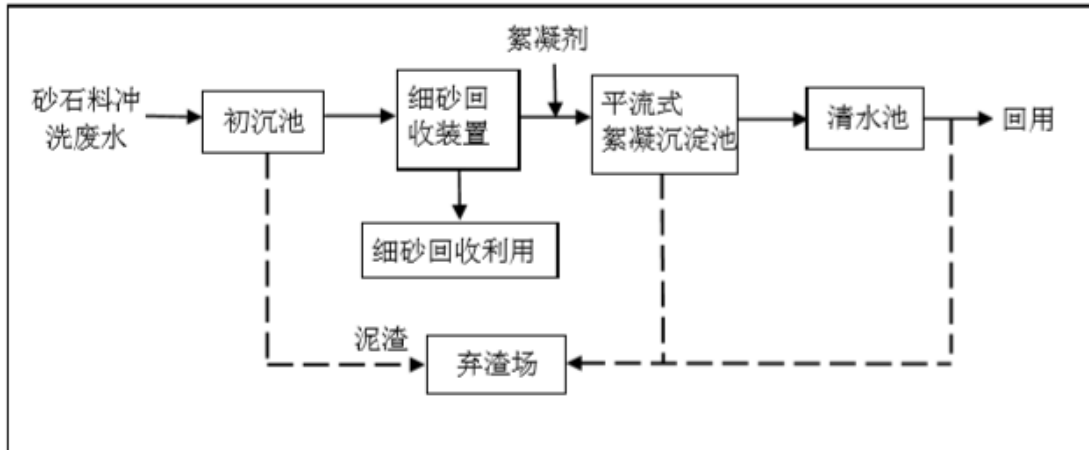 絮凝剂
砂石料冲
洗废水
初沉池
细砂回
收装置
平流式
絮凝沉淀池
清水池
回用
细砂回收利用
泥渣
弃渣场